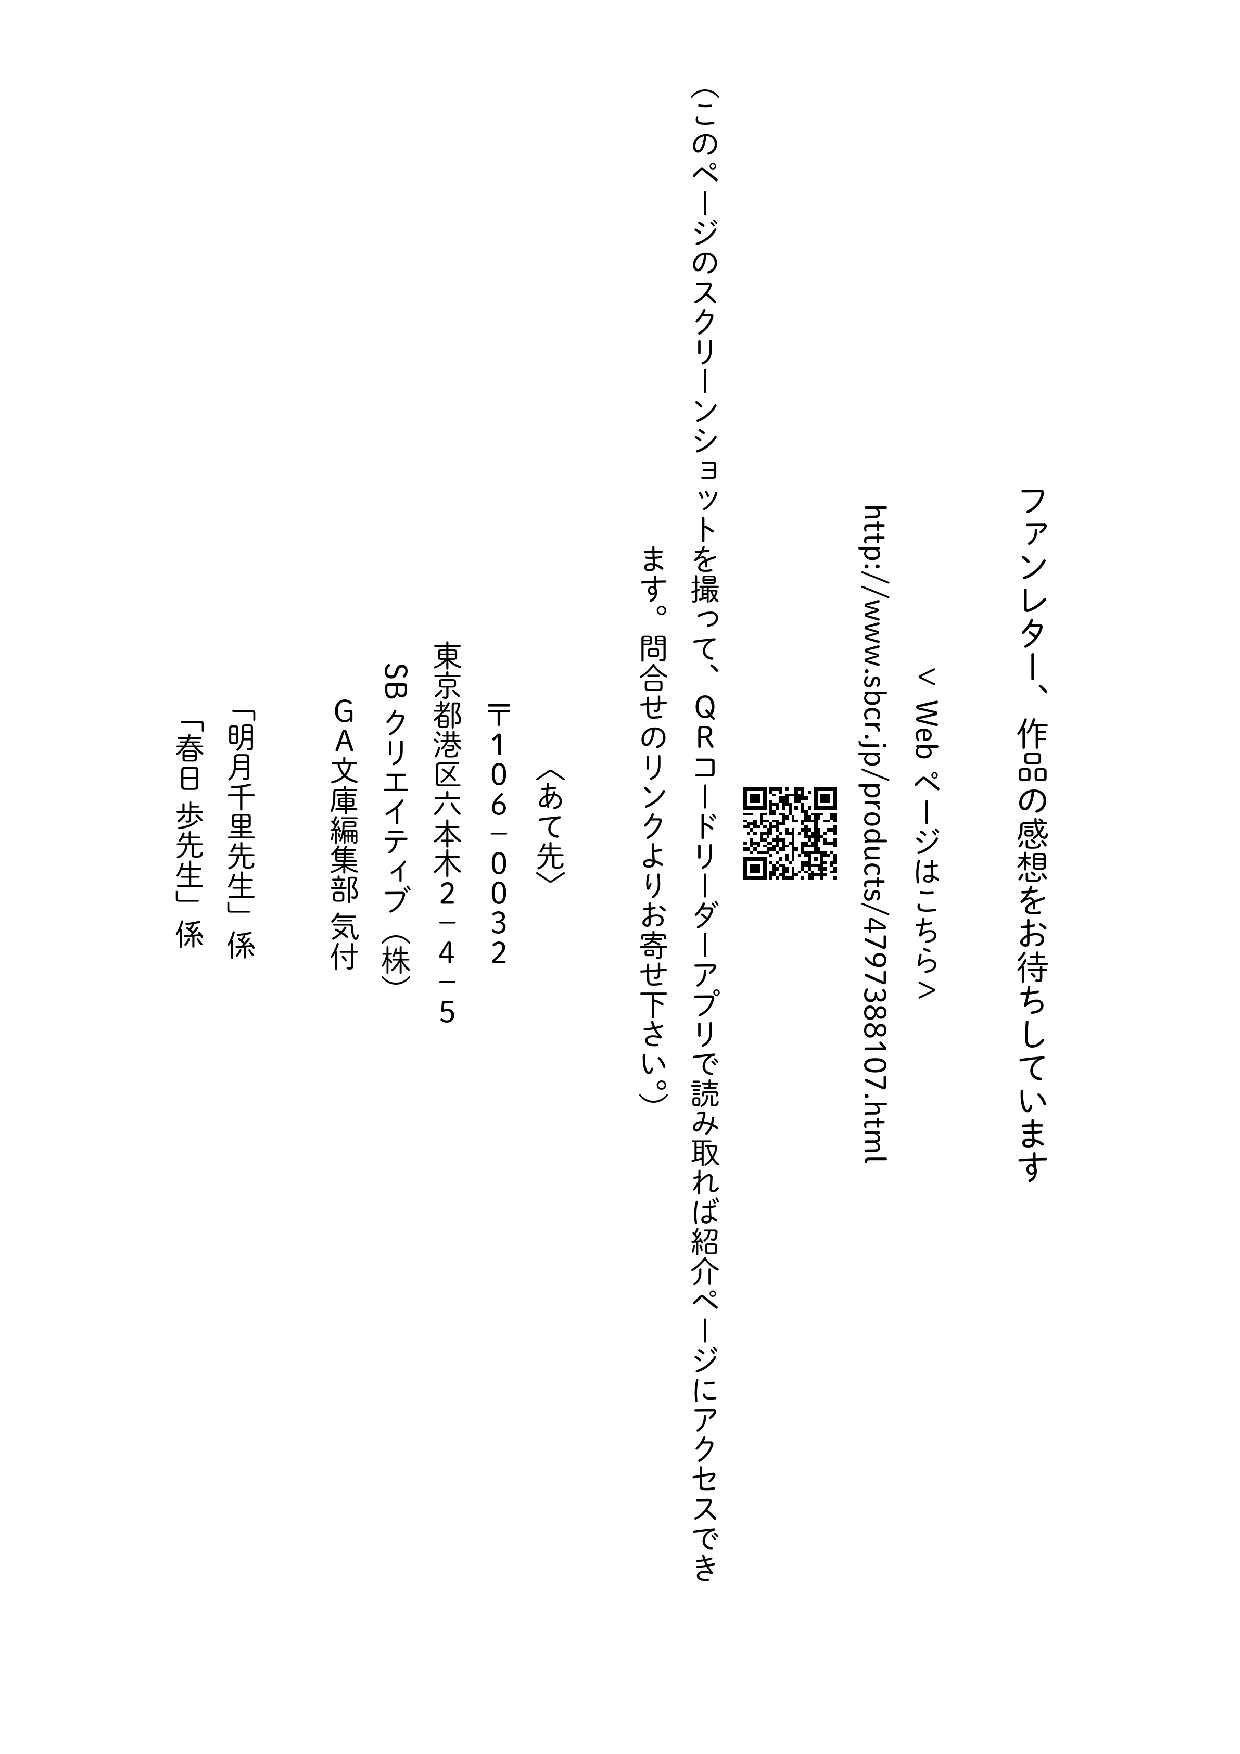 ファンレター、作品の感想をお待ちしています
< Web ページはこちら >
http://www.sbcr.jp/products/4797388107.html
（このページのスクリーンショットを撮って、ＱＲコードリーダーアプリで読み取れば紹介ページにアクセスでき
ます。問合せのリンクよりお寄せ下さい。）
〈あて先〉
〒１０６－００３２
東京都港区六本木２－４－５
SB クリエイティブ（株）
ＧＡ文庫編集部 気付
「明月千里先生」係
「春日 歩先生」係